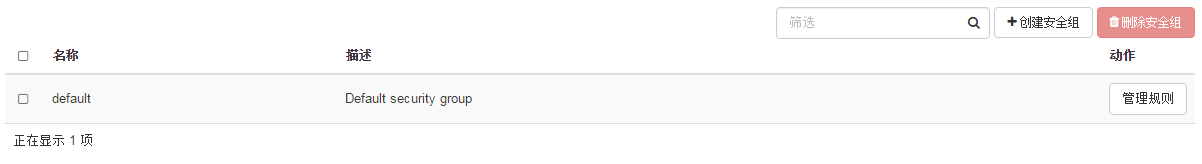 筛选 创建安全组 删除安全组
名称 描述 动作
default Default security group 管理规则
正在显示 1 项